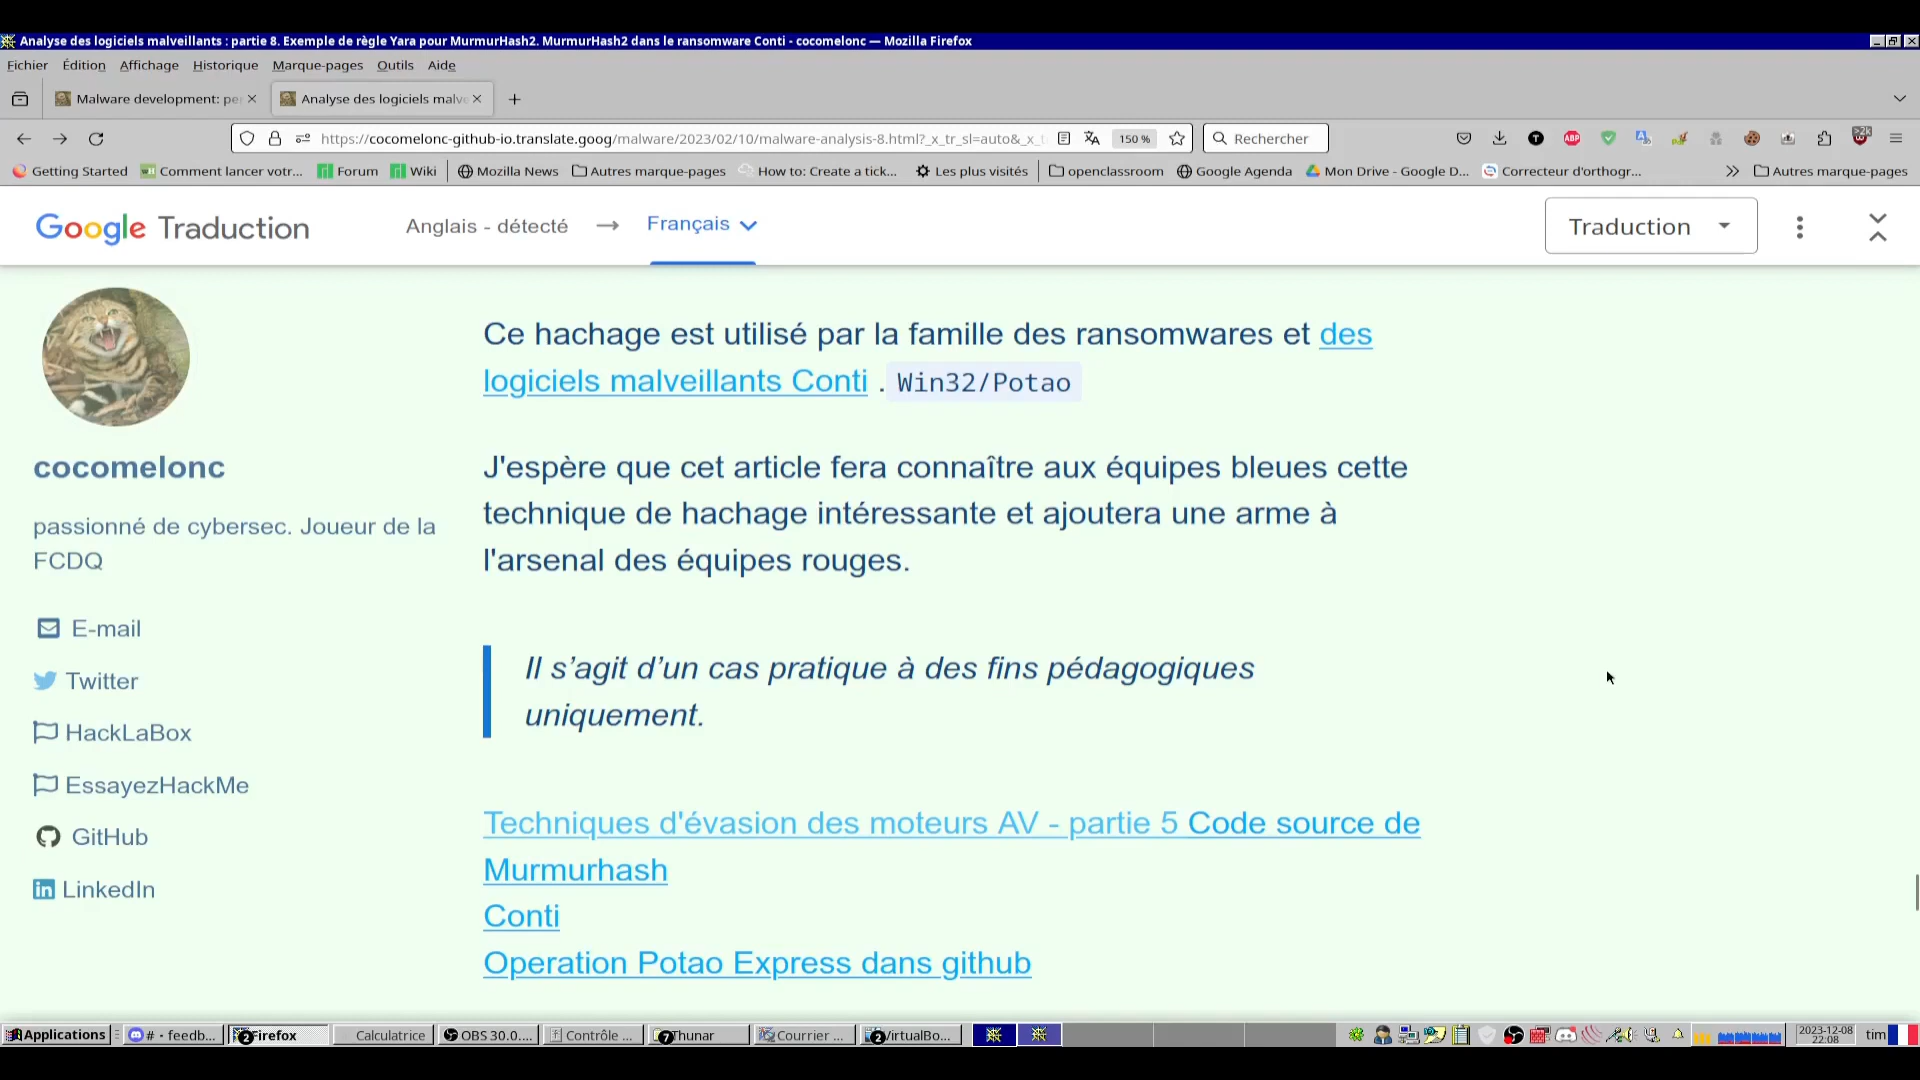 Analyse des logiciels malveillants : partie 8. Exemple de règle Yara pour MurmurHash2. MurmurHash2 dans le ransomware Conti - cocomelonc — Mozilla Firefox
Fichier Édition Affichage Historique Marque-pages Outils Aide
Malware development: pe
Analyse des logiciels malve
https://cocomelonc-github-io.translate.goog/malware/2023/02/10/malware-analysis-8.html?_x_tr_sl=auto&_x_t
150 %
Rechercher
Getting Started Comment lancer votr... Forum Wiki Mozilla News Autres marque-pages How to: Create a tick... Les plus visités openclassroom Google Agenda Mon Drive - Google D... Correcteur d'orthogr... Autres marque-pages
Google Traduction
Anglais - détecté → Français
Traduction
cocomelonc
passionné de cybersec. Joueur de la
FCDQ
E-mail
Twitter
HackLaBox
EssayezHackMe
GitHub
LinkedIn
Ce hachage est utilisé par la famille des ransomwares et des
logiciels malveillants Conti . Win32/Potao
J'espère que cet article fera connaître aux équipes bleues cette
technique de hachage intéressante et ajoutera une arme à
l'arsenal des équipes rouges.
Il s’agit d’un cas pratique à des fins pédagogiques
uniquement.
Techniques d'évasion des moteurs AV - partie 5 Code source de
Murmurhash
Conti
Operation Potao Express dans github
Applications # - feedb... 2 Firefox Calculatrice OBS 30.0.... Contrôle ... 7 Thunar Courrier ... 2 VirtualBo...
2023-12-08
22:08
tim